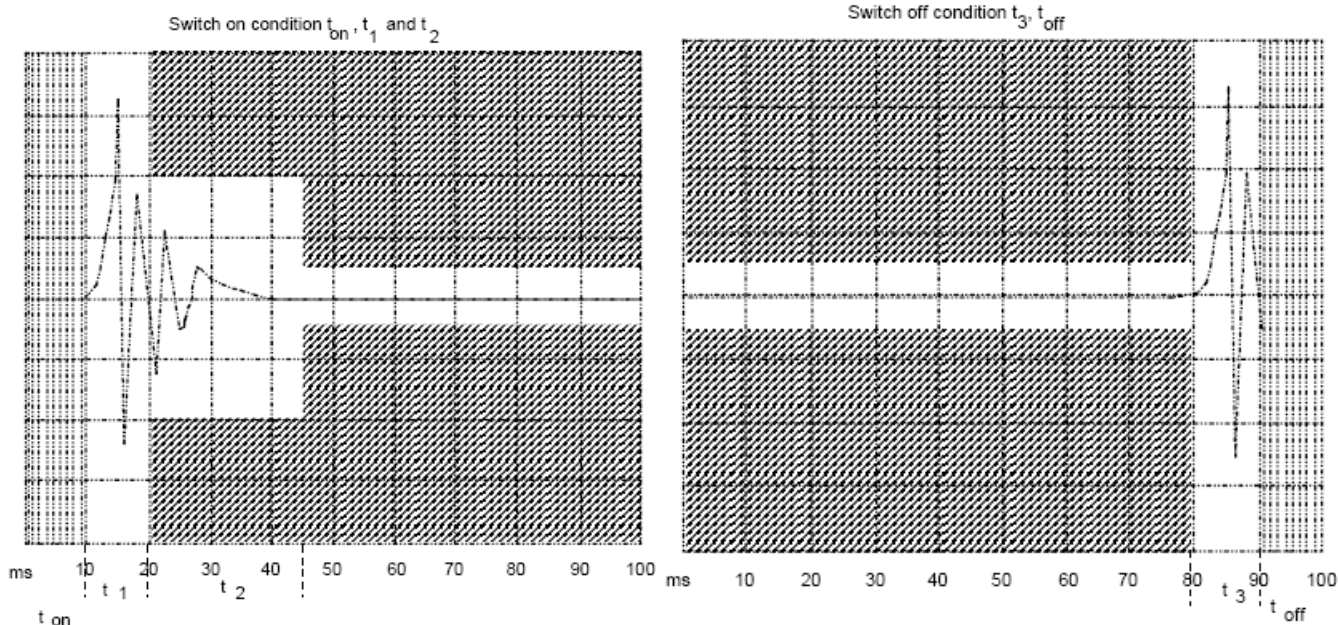 Switch on condition t_on, t_1 and t_2
ms 10 20 30 40 50 60 70 80 90 100
t_1 t_2
t_on
Switch off condition t_3, t_off
ms 10 20 30 40 50 60 70 80 90 100
t_3 t_off